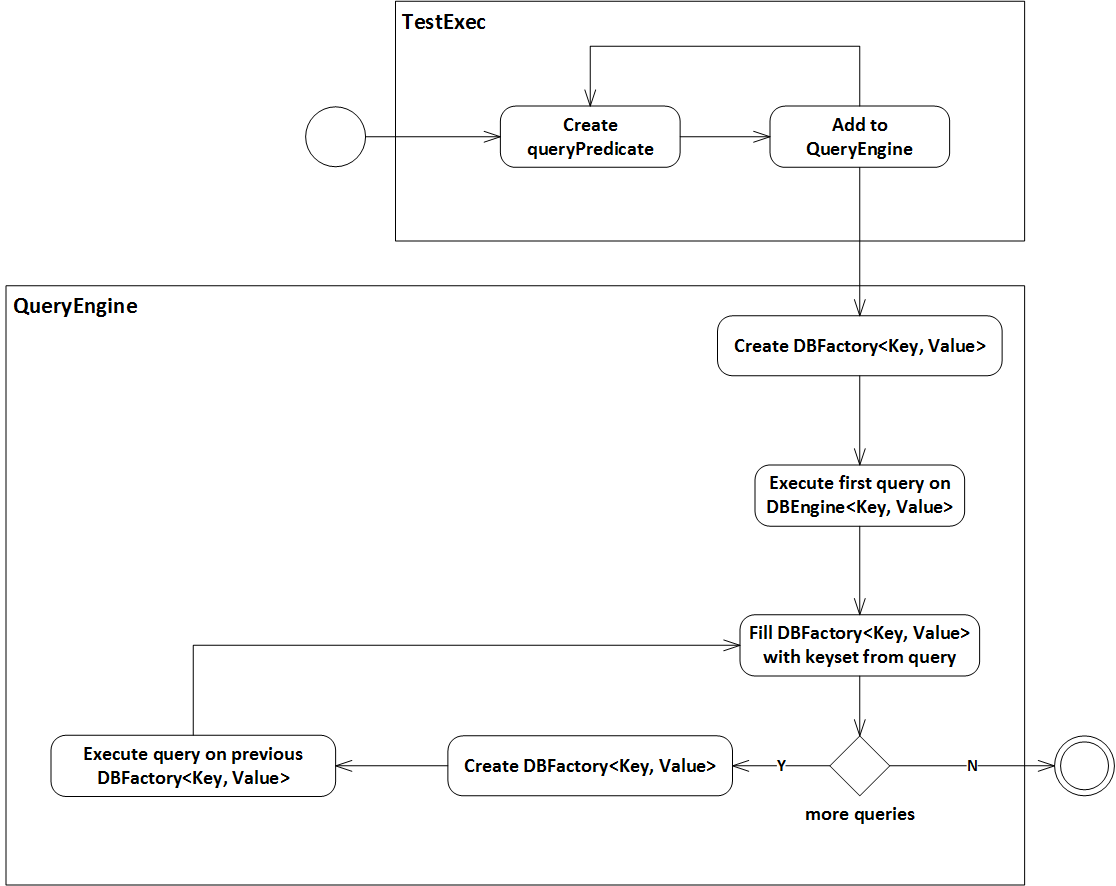 TestExec
Create
queryPredicate
Add to
QueryEngine
QueryEngine
Create DBFactory<Key, Value>
Execute first query on
DBEngine<Key, Value>
Fill DBFactory<Key, Value>
with keyset from query
Execute query on previous
DBFactory<Key, Value>
Create DBFactory<Key, Value>
Y
N
more queries